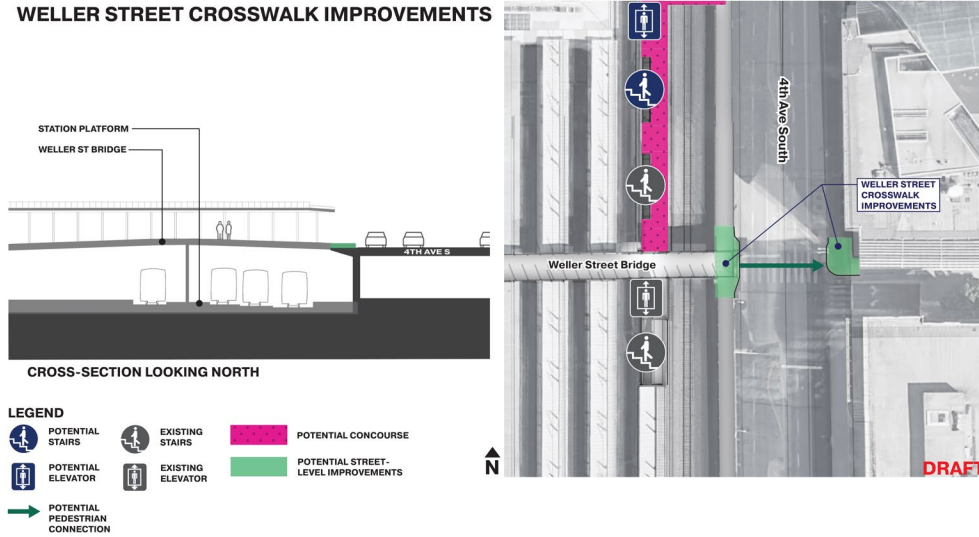 WELLER STREET CROSSWALK IMPROVEMENTS
STATION PLATFORM
WELLER ST BRIDGE
4TH AVE S
CROSS-SECTION LOOKING NORTH
LEGEND
POTENTIAL
STAIRS
EXISTING
STAIRS
POTENTIAL CONCOURSE
POTENTIAL
ELEVATOR
EXISTING
ELEVATOR
POTENTIAL STREET-
LEVEL IMPROVEMENTS
POTENTIAL
PEDESTRIAN
CONNECTION
N
4th Ave South
WELLER STREET
CROSSWALK
IMPROVEMENTS
Weller Street Bridge
DRAFT